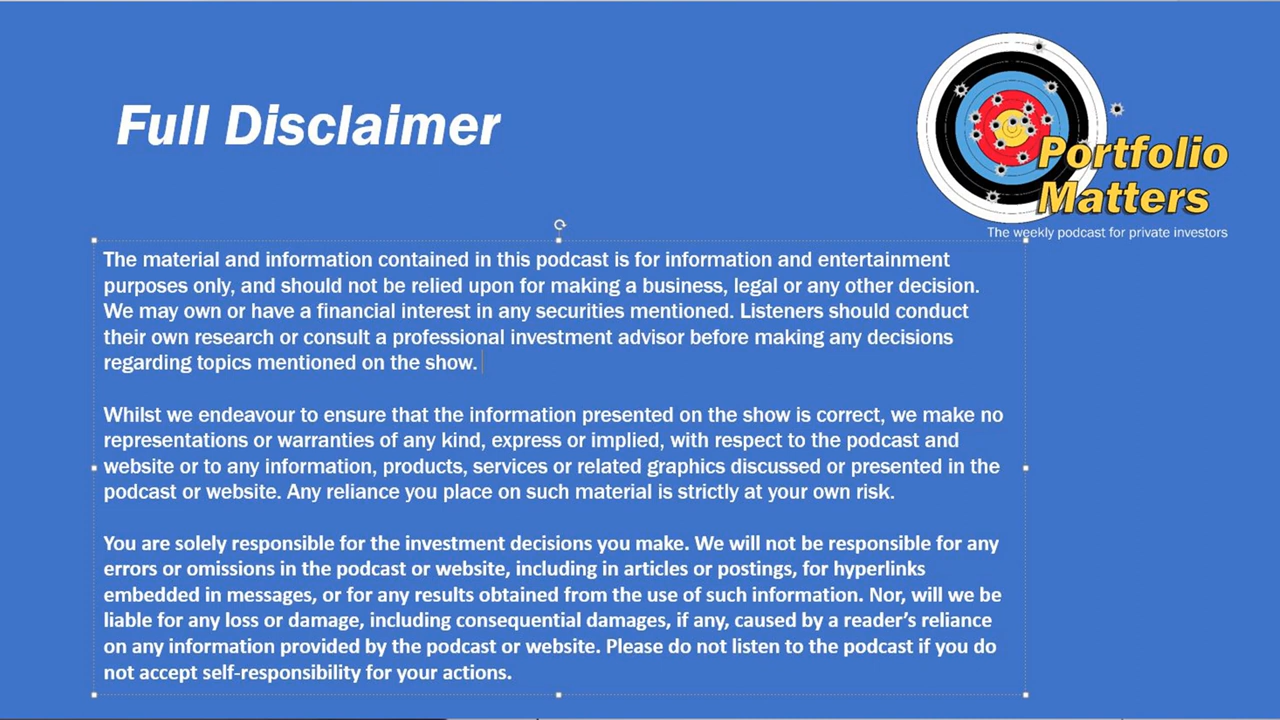 Full Disclaimer
Portfolio
Matters
The weekly podcast for private investors
The material and information contained in this podcast is for information and entertainment
purposes only, and should not be relied upon for making a business, legal or any other decision.
We may own or have a financial interest in any securities mentioned. Listeners should conduct
their own research or consult a professional investment advisor before making any decisions
regarding topics mentioned on the show.
Whilst we endeavour to ensure that the information presented on the show is correct, we make no
representations or warranties of any kind, express or implied, with respect to the podcast and
website or to any information, products, services or related graphics discussed or presented in the
podcast or website. Any reliance you place on such material is strictly at your own risk.
You are solely responsible for the investment decisions you make. We will not be responsible for any
errors or omissions in the podcast or website, including in articles or postings, for hyperlinks
embedded in messages, or for any results obtained from the use of such information. Nor, will we be
liable for any loss or damage, including consequential damages, if any, caused by a reader’s reliance
on any information provided by the podcast or website. Please do not listen to the podcast if you do
not accept self-responsibility for your actions.